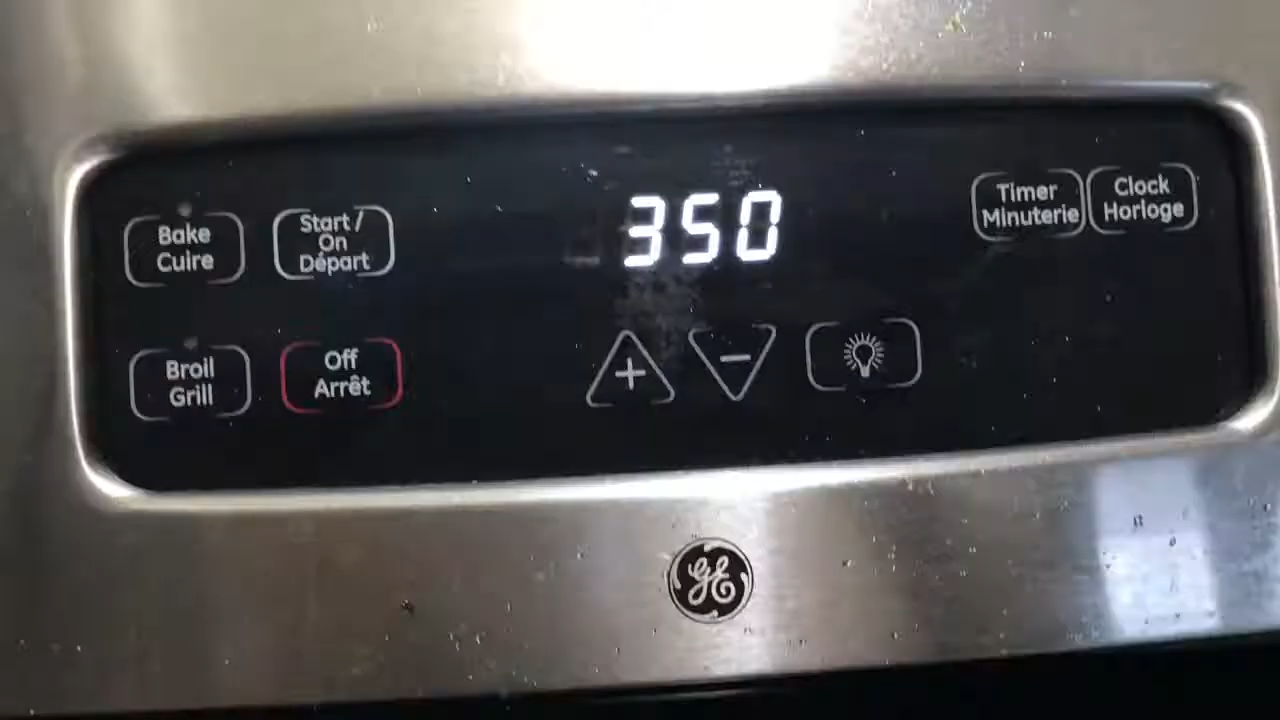 Bake
Cuire
Start /
On
Départ
350
Timer
Minuterie
Clock
Horloge
Broil
Grill
Off
Arrêt
+
−
GE